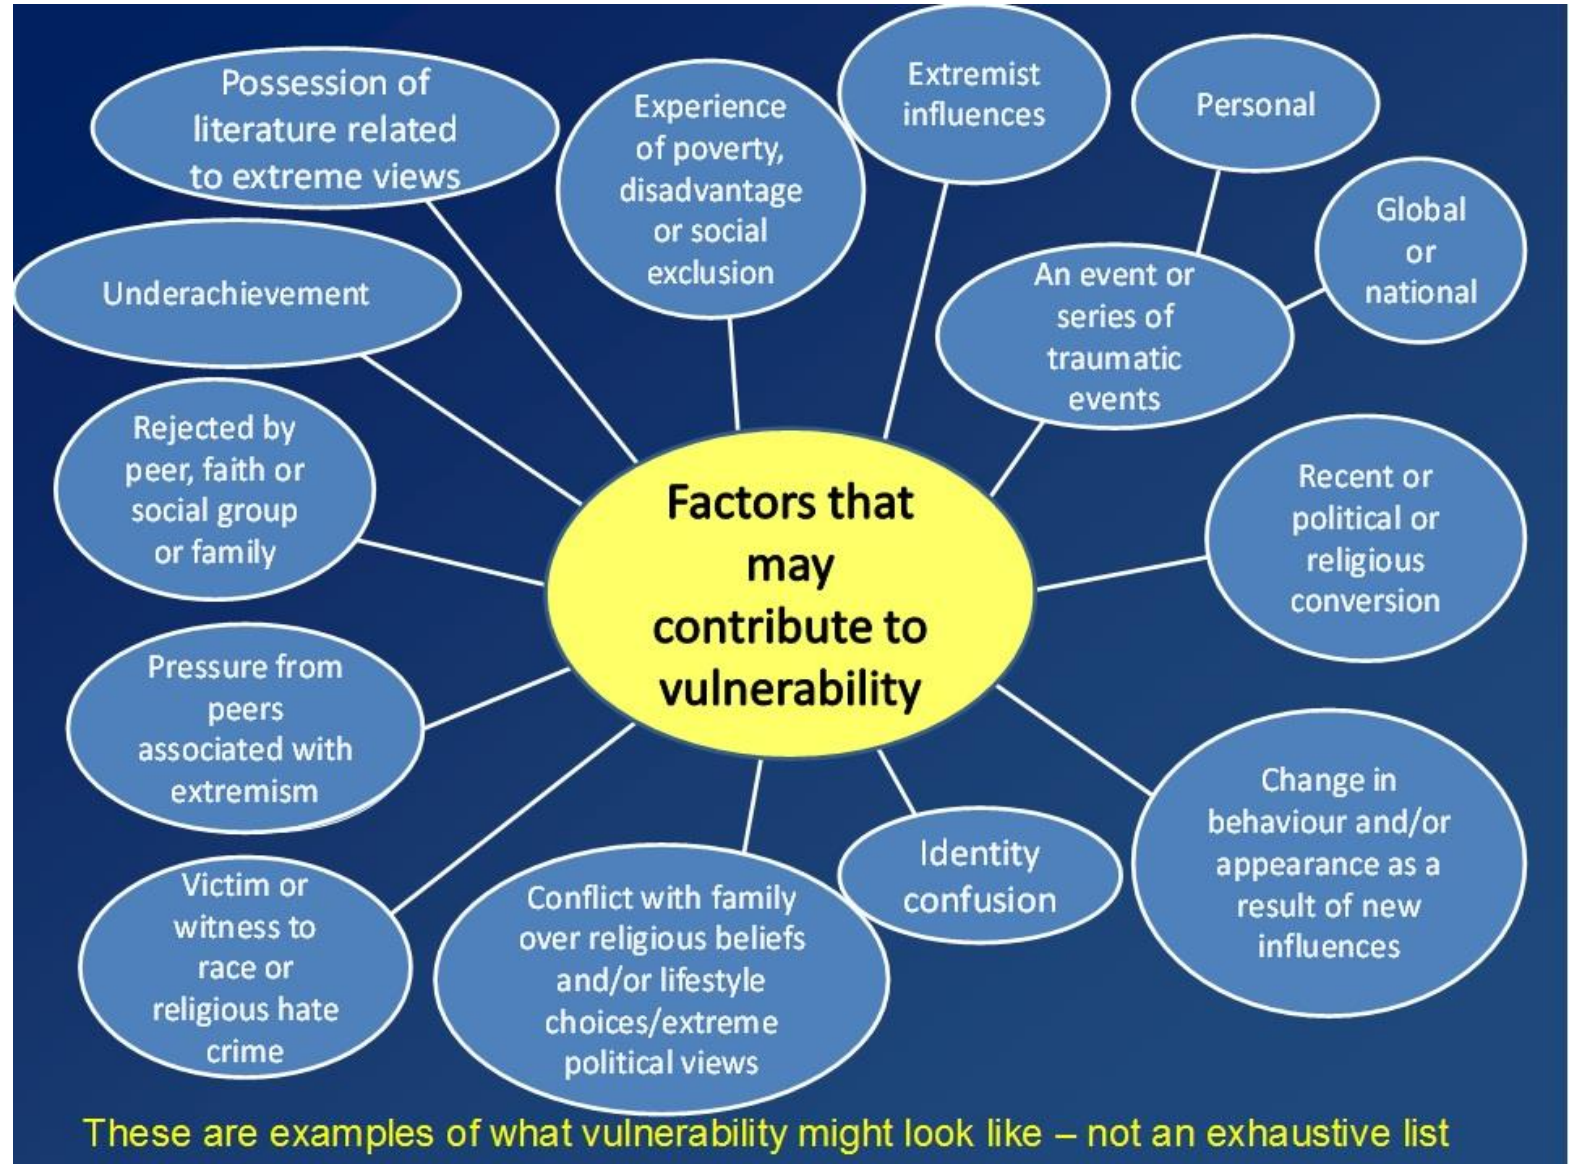 Possession of
literature related
to extreme views
Experience
of poverty,
disadvantage
or social
exclusion
Extremist
influences
Personal
Global
or
national
An event or
series of
traumatic
events
Underachievement
Rejected by
peer, faith or
social group
or family
Factors that
may
contribute to
vulnerability
Recent or
political or
religious
conversion
Pressure from
peers
associated with
extremism
Change in
behaviour and/or
appearance as a
result of new
influences
Identity
confusion
Victim or
witness to
race or
religious hate
crime
Conflict with family
over religious beliefs
and/or lifestyle
choices/extreme
political views
These are examples of what vulnerability might look like – not an exhaustive list